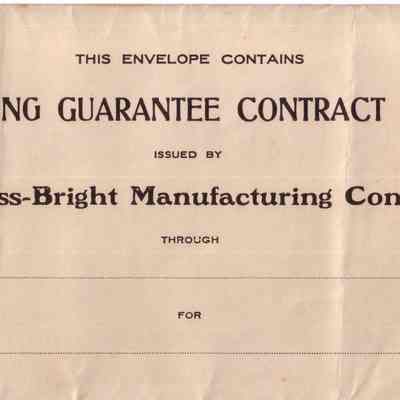 THIS ENVELOPE CONTAINS
NG GUARANTEE CONTRACT
ISSUED BY
ss-Bright Manufacturing Con
THROUGH
FOR